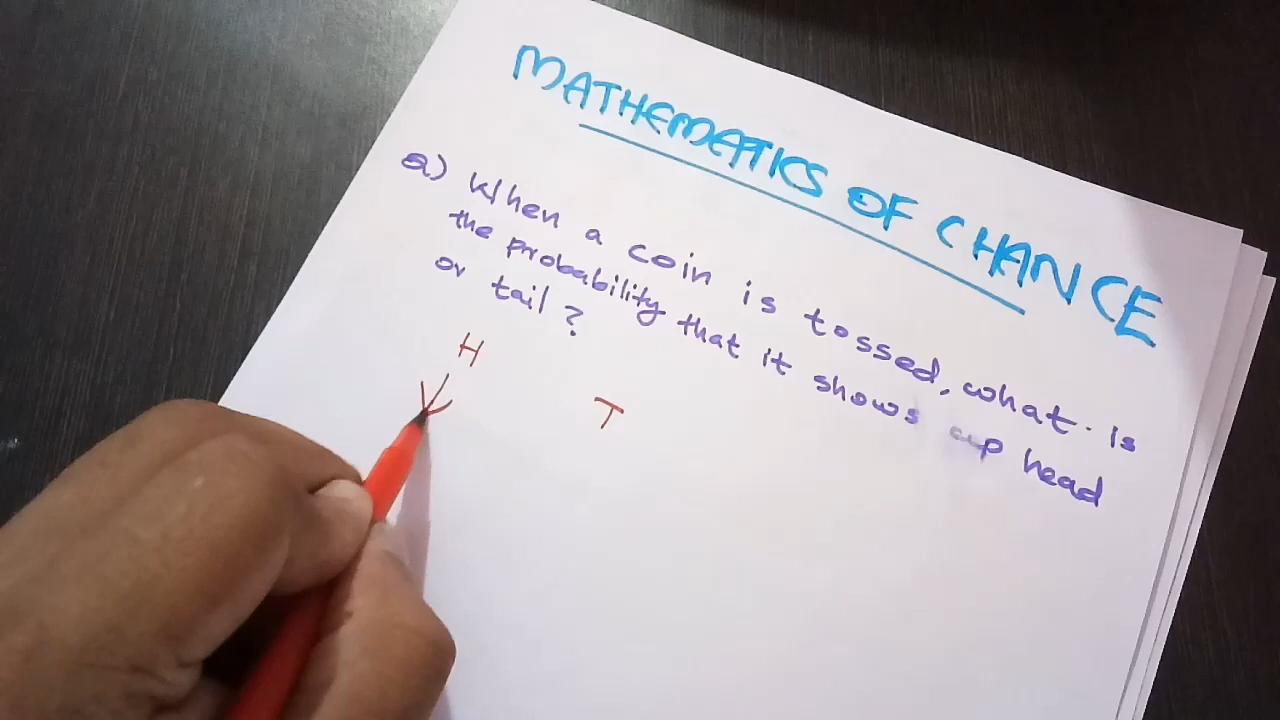 MATHEMATICS OF CHANCE
a) When a coin is tossed, what is
the probability that it shows up head
or tail?
H T